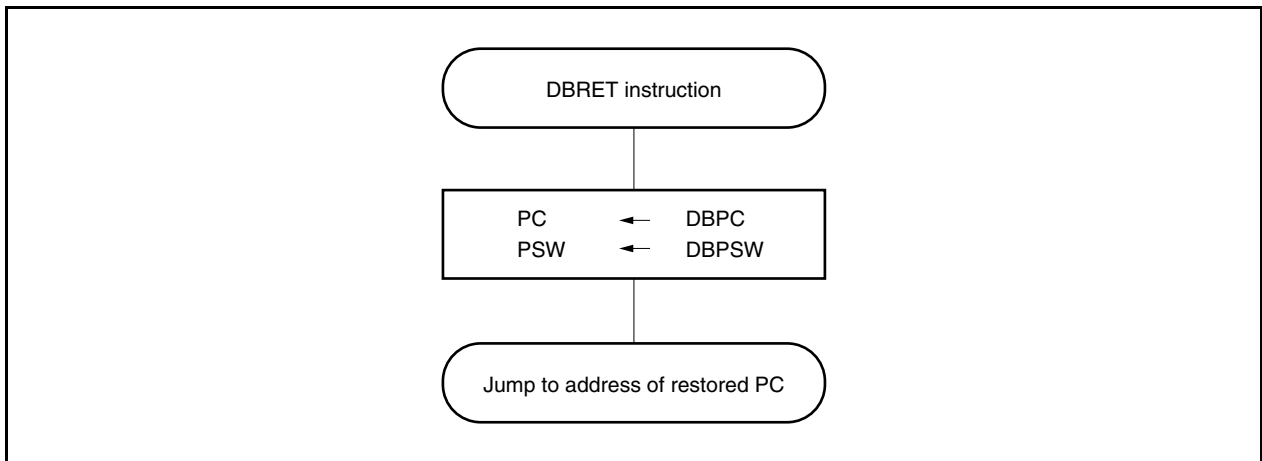 DBRET instruction
PC ← DBPC
PSW ← DBPSW
Jump to address of restored PC